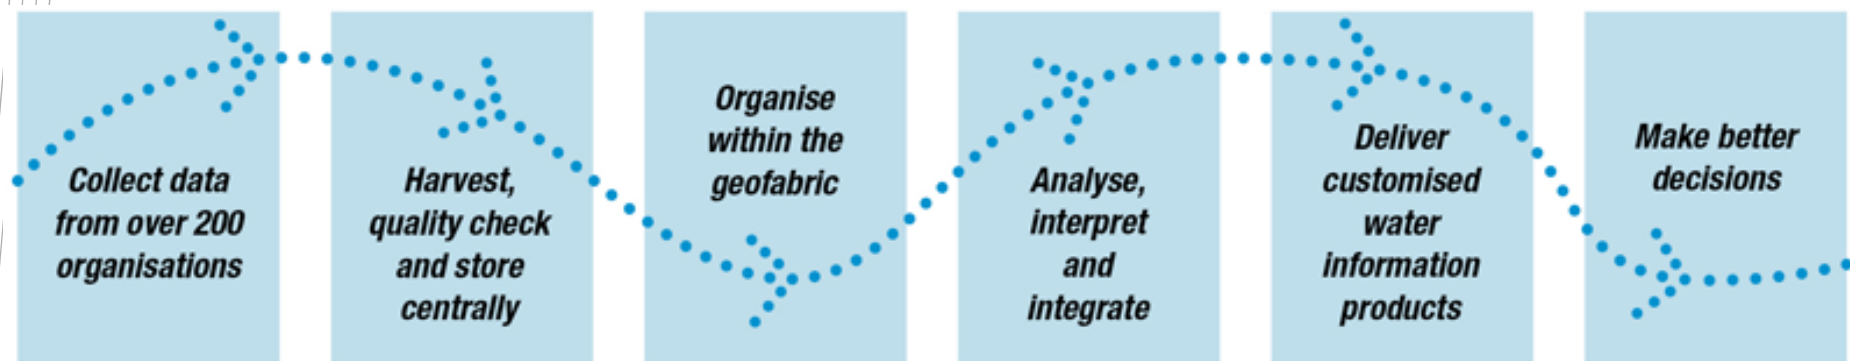 Collect data
from over 200
organisations
Harvest,
quality check
and store
centrally
Organise
within the
geofabric
Analyse,
interpret
and
integrate
Deliver
customised
water
information
products
Make better
decisions